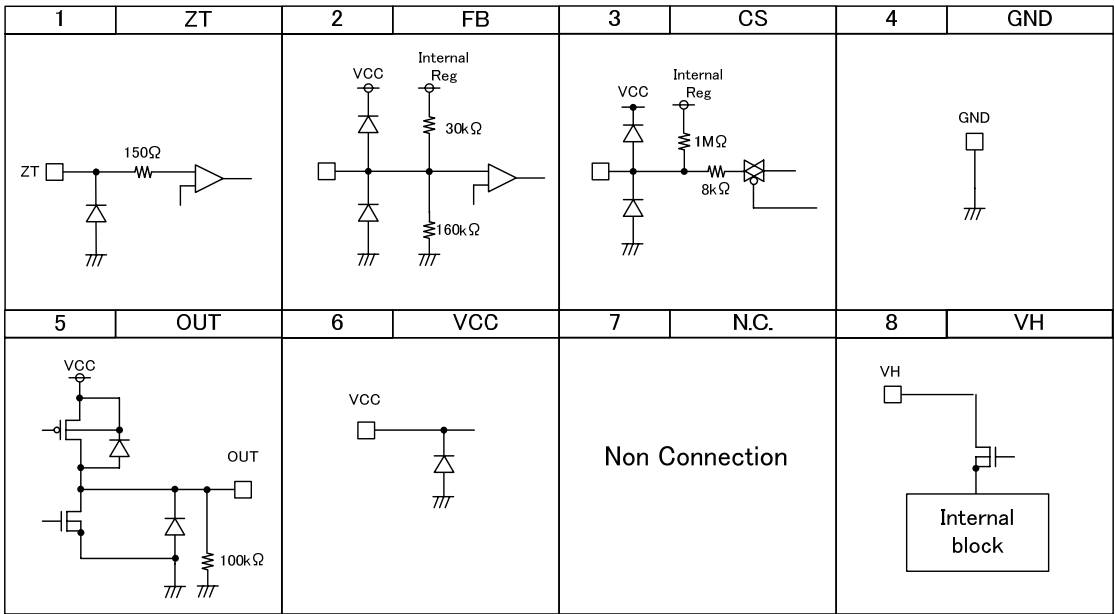 1 ZT
2 FB
3 CS
4 GND
ZT
150Ω
VCC
Internal
Reg
30kΩ
160kΩ
VCC
Internal
Reg
1MΩ
8kΩ
GND
5 OUT
6 VCC
7 N.C.
8 VH
VCC
OUT
100kΩ
VCC
Non Connection
VH
Internal
block